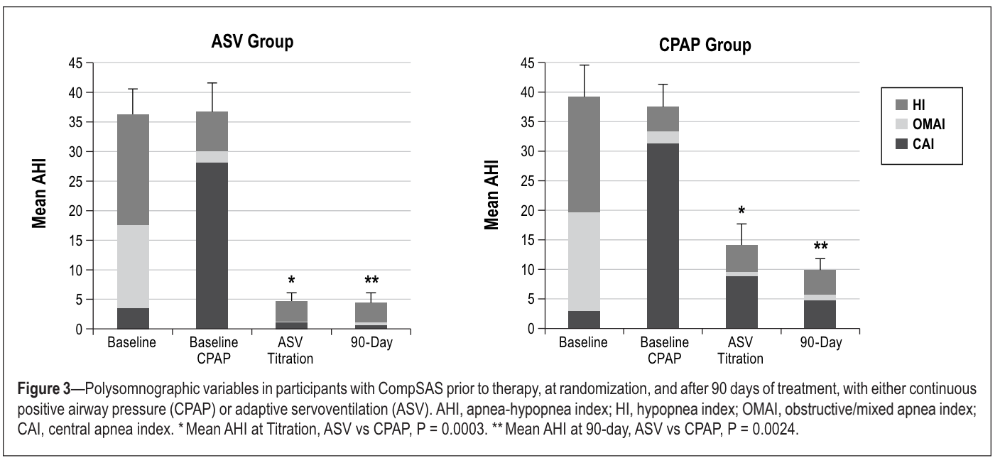 ASV Group
45
40
35
30
25
20
15
10
5
0
Mean AHI
*
**
Baseline
Baseline
CPAP
ASV
Titration
90-Day
CPAP Group
45
40
35
30
25
20
15
10
5
0
Mean AHI
*
**
Baseline
Baseline
CPAP
ASV
Titration
90-Day
HI
OMAI
CAI
Figure 3—Polysomnographic variables in participants with CompSAS prior to therapy, at randomization, and after 90 days of treatment, with either continuous
positive airway pressure (CPAP) or adaptive servoventilation (ASV). AHI, apnea-hypopnea index; HI, hypopnea index; OMAI, obstructive/mixed apnea index;
CAI, central apnea index. * Mean AHI at Titration, ASV vs CPAP, P = 0.0003. ** Mean AHI at 90-day, ASV vs CPAP, P = 0.0024.